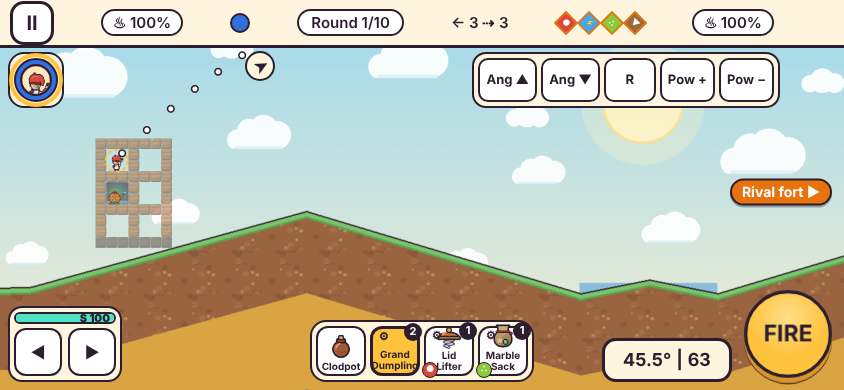 100%
Round 1/10
← 3 ⇢ 3
100%
Ang ▲
Ang ▼
R
Pow +
Pow −
Rival fort ▶
S 100
Clodpot
2
Grand
Dumpling
1
Lid
Lifter
1
Marble
Sack
45.5° | 63
FIRE